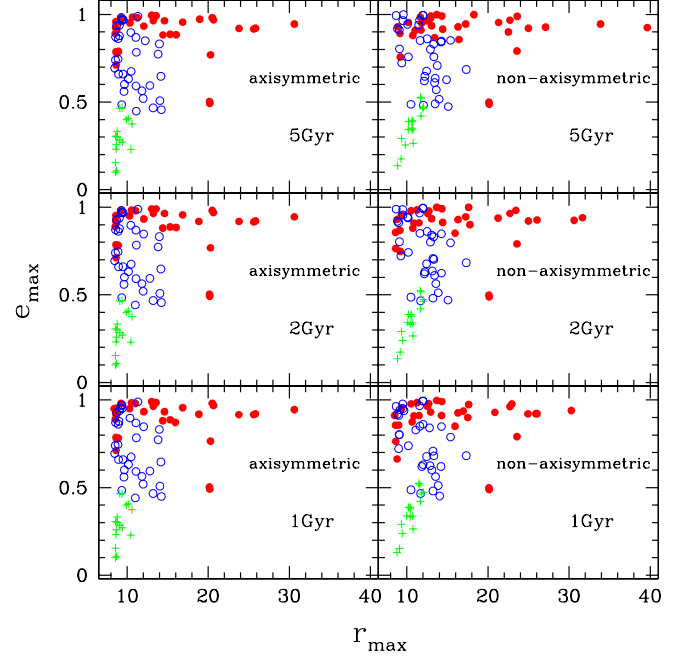 1
0.5
0
axisymmetric
5Gyr
non-axisymmetric
5Gyr
1
0.5
0
axisymmetric
2Gyr
non-axisymmetric
2Gyr
1
0.5
0
axisymmetric
1Gyr
non-axisymmetric
1Gyr
10 20 30 40 10 20 30 40
e_max
r_max